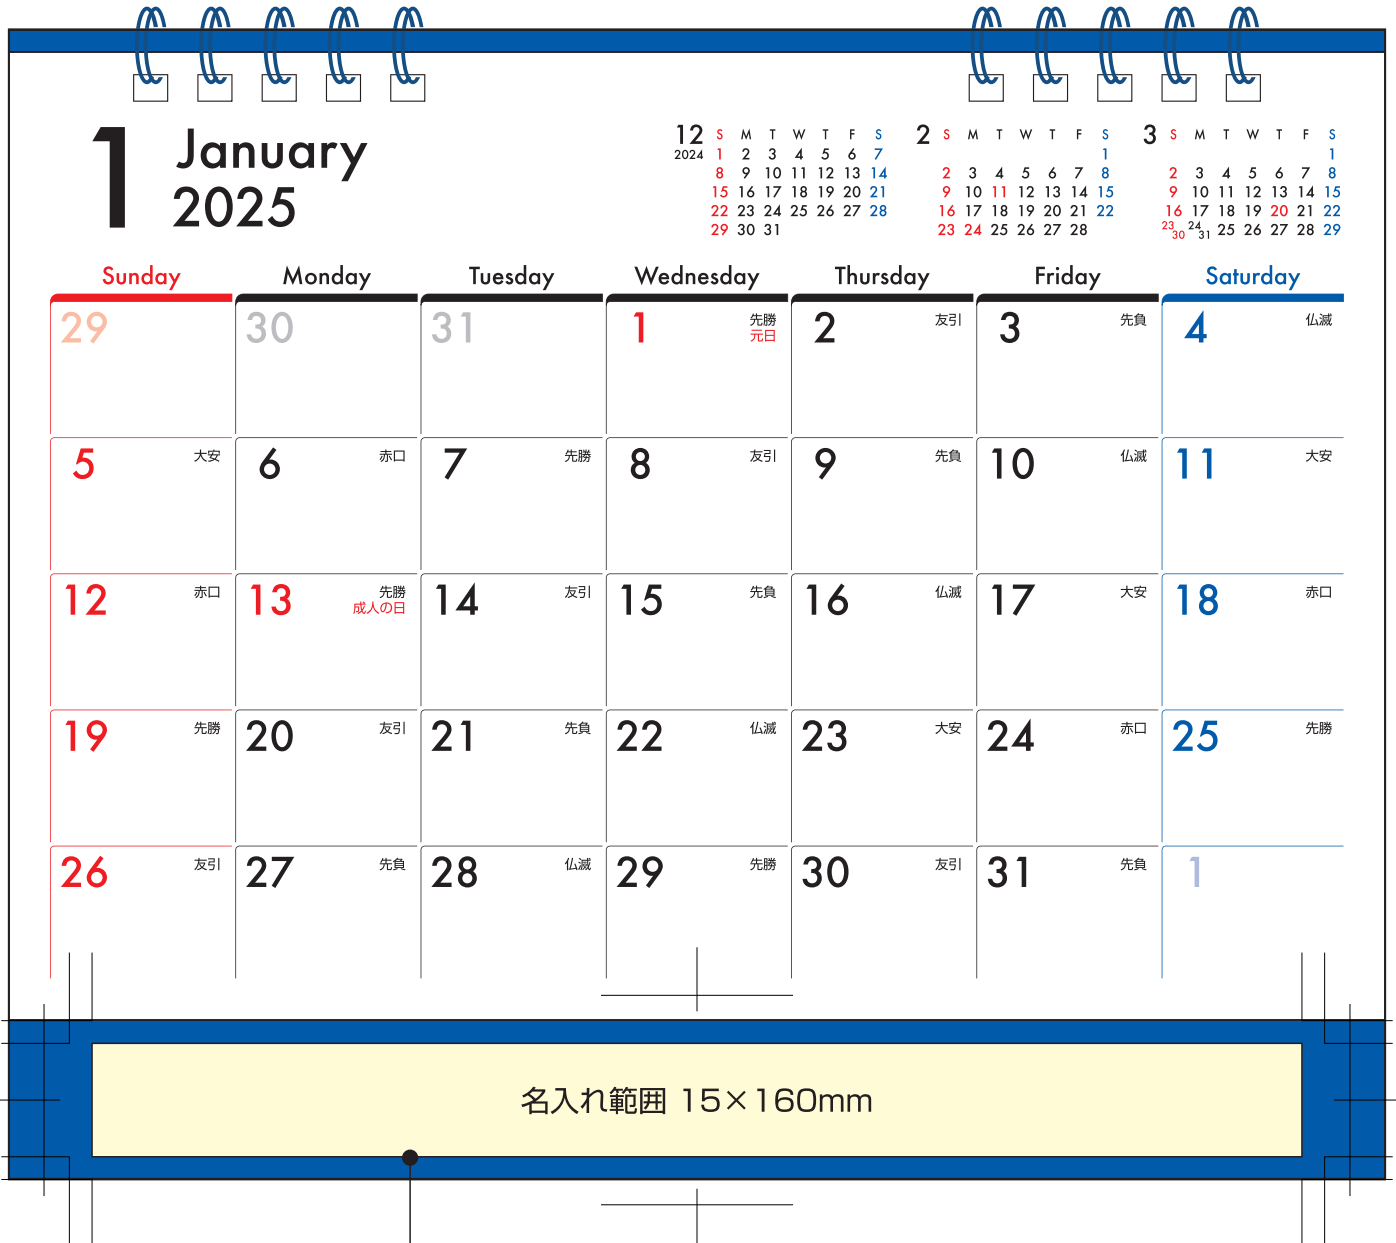 1 January
2025
12 S M T W T F S
2024 1 2 3 4 5 6 7
8 9 10 11 12 13 14
15 16 17 18 19 20 21
22 23 24 25 26 27 28
29 30 31
2 S M T W T F S
1
2 3 4 5 6 7 8
9 10 11 12 13 14 15
16 17 18 19 20 21 22
23 24 25 26 27 28
3 S M T W T F S
1
2 3 4 5 6 7 8
9 10 11 12 13 14 15
16 17 18 19 20 21 22
23/30 24/31 25 26 27 28 29
Sunday Monday Tuesday Wednesday Thursday Friday Saturday
29 30 31 1 先勝 2 友引 3 先負 4 仏滅
元日
5 大安 6 赤口 7 先勝 8 友引 9 先負 10 仏滅 11 大安
12 赤口 13 先勝 14 友引 15 先負 16 仏滅 17 大安 18 赤口
成人の日
19 先勝 20 友引 21 先負 22 仏滅 23 大安 24 赤口 25 先勝
26 友引 27 先負 28 仏滅 29 先勝 30 友引 31 先負 1
名入れ範囲 15×160mm